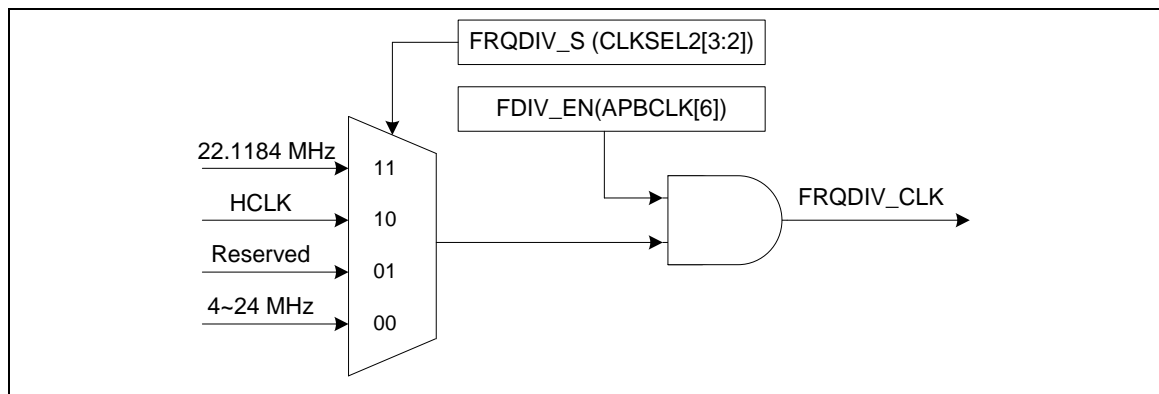 FRQDIV_S (CLKSEL2[3:2])
FDIV_EN(APBCLK[6])
22.1184 MHz
11
HCLK
10
Reserved
01
4~24 MHz
00
FRQDIV_CLK